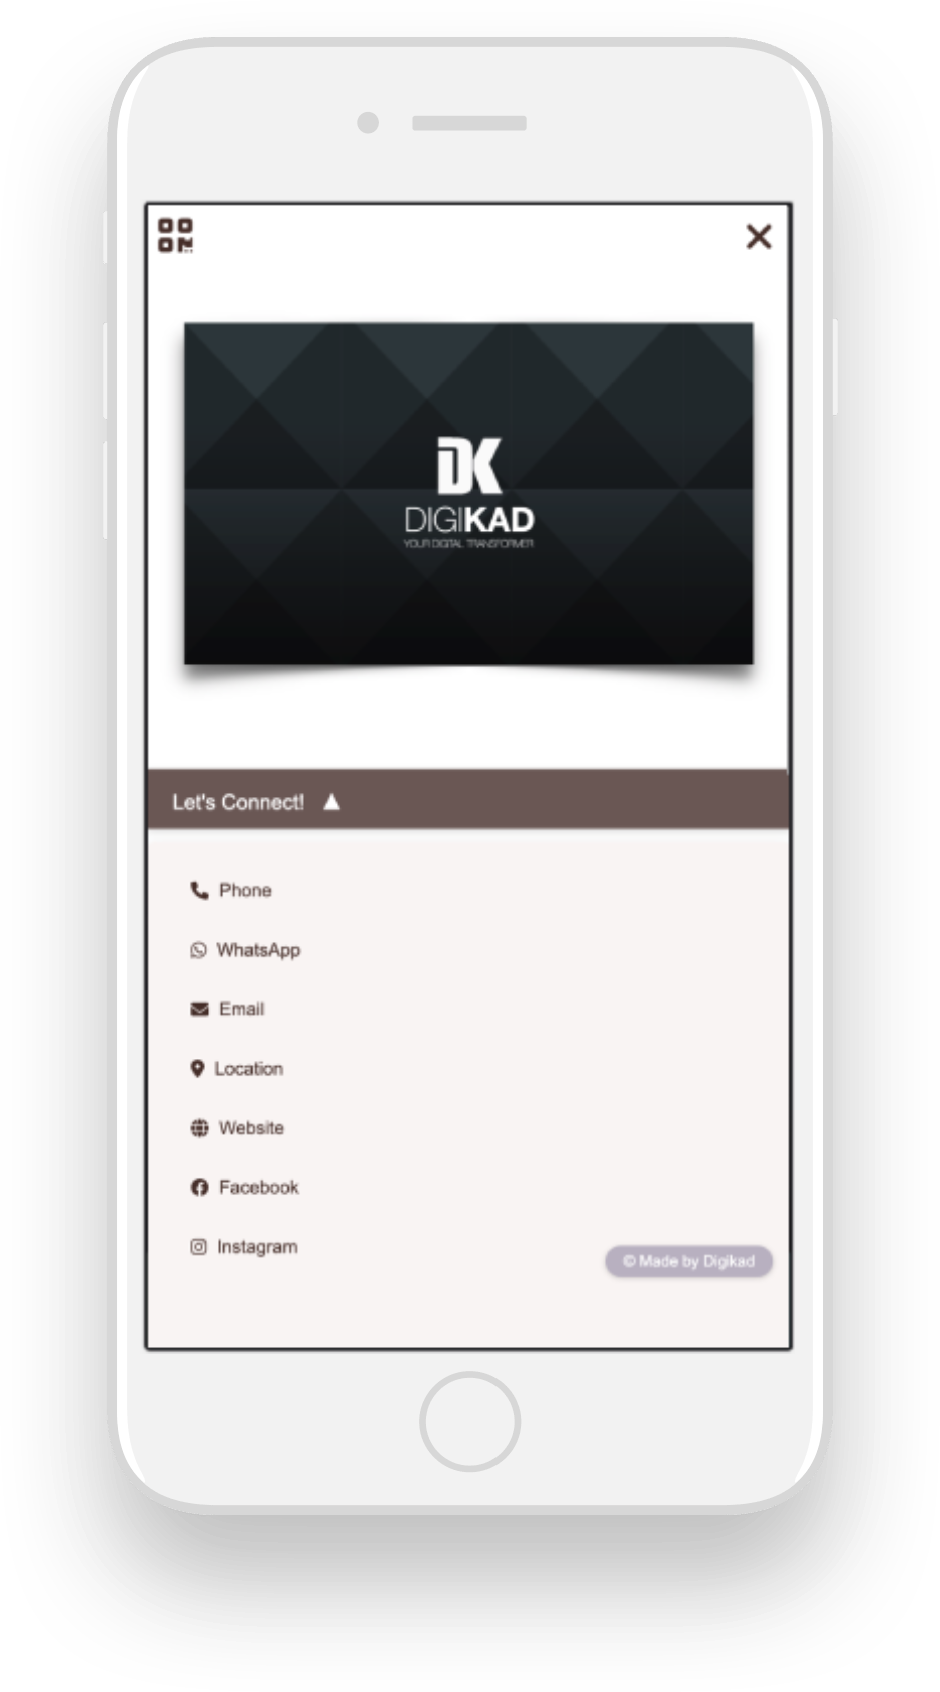 DK
DIGIKAD
YOUR DIGITAL TRANSFORMER
Let's Connect!
Phone
WhatsApp
Email
Location
Website
Facebook
Instagram
© Made by Digikad